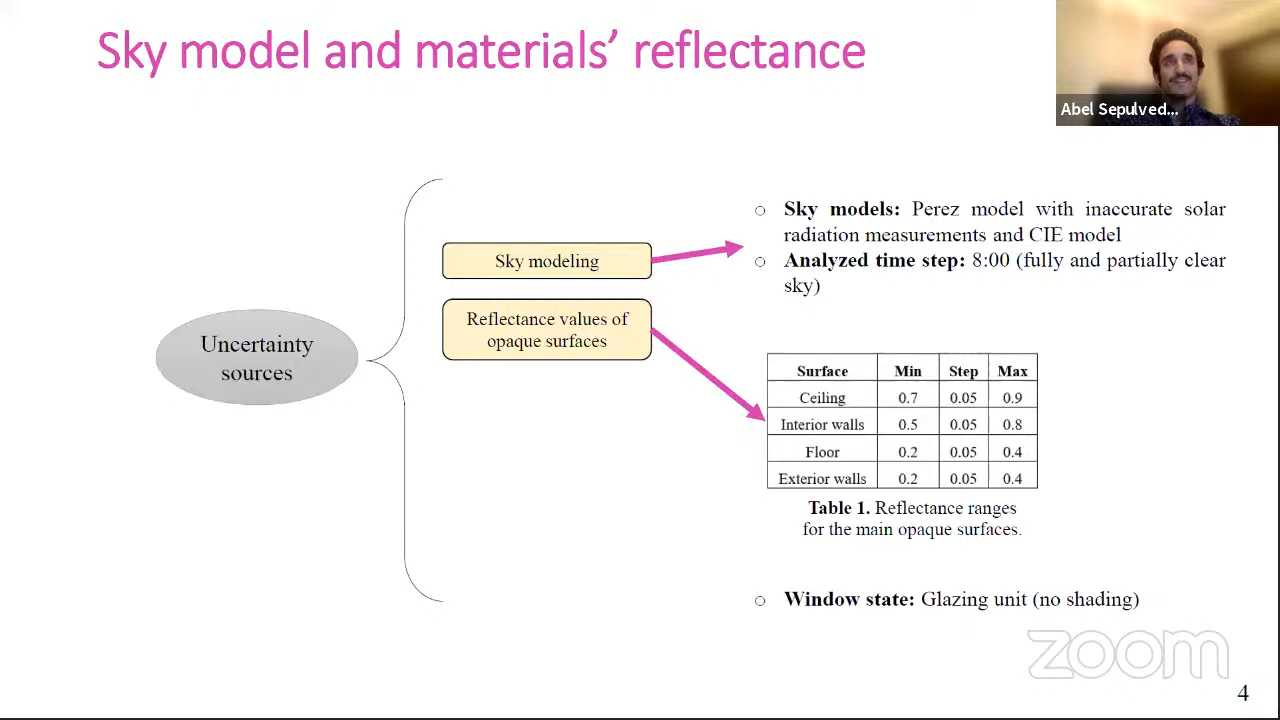 Sky model and materials’ reflectance
Abel Sepulved...
Uncertainty
sources
Sky modeling
Reflectance values of
opaque surfaces
○ Sky models: Perez model with inaccurate solar
radiation measurements and CIE model
○ Analyzed time step: 8:00 (fully and partially clear
sky)
Surface Min Step Max
Ceiling 0.7 0.05 0.9
Interior walls 0.5 0.05 0.8
Floor 0.2 0.05 0.4
Exterior walls 0.2 0.05 0.4
Table 1. Reflectance ranges
for the main opaque surfaces.
○ Window state: Glazing unit (no shading)
zoom
4